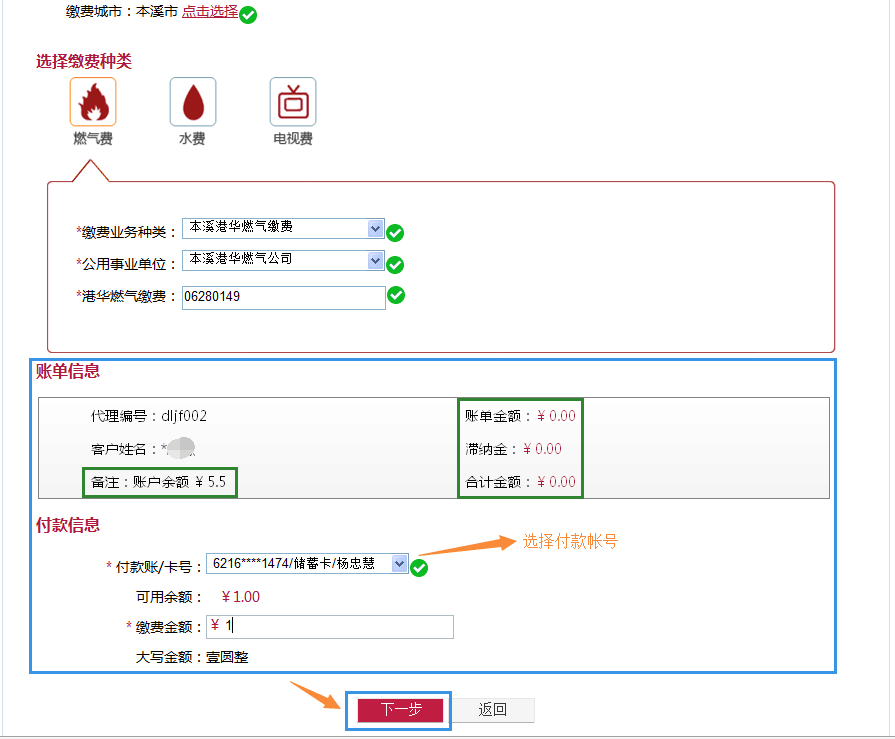 缴费城市：本溪市 点击选择
选择缴费种类
燃气费 水费 电视费
*缴费业务种类： 本溪港华燃气缴费
*公用事业单位： 本溪港华燃气公司
*港华燃气缴费： 06280149
账单信息
代理编号：dljf002 账单金额：￥0.00
客户姓名：* 滞纳金：￥0.00
备注：账户余额 ￥5.5 合计金额：￥0.00
付款信息
选择付款帐号
* 付款账/卡号： 6216****1474/储蓄卡/杨忠慧
可用余额： ￥1.00
* 缴费金额： ￥ 1
大写金额：壹圆整
下一步 返回